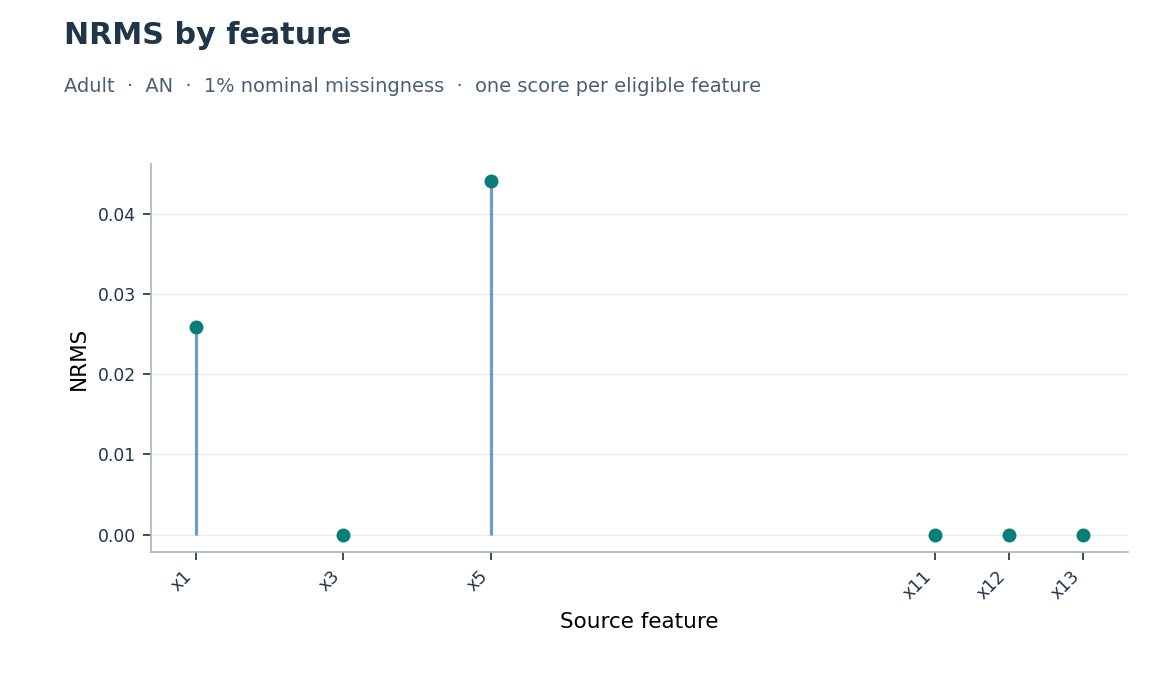 NRMS by feature
Adult · AN · 1% nominal missingness · one score per eligible feature
0.04
0.03
0.02
0.01
0.00
NRMS
x1 x3 x5 x11 x12 x13
Source feature